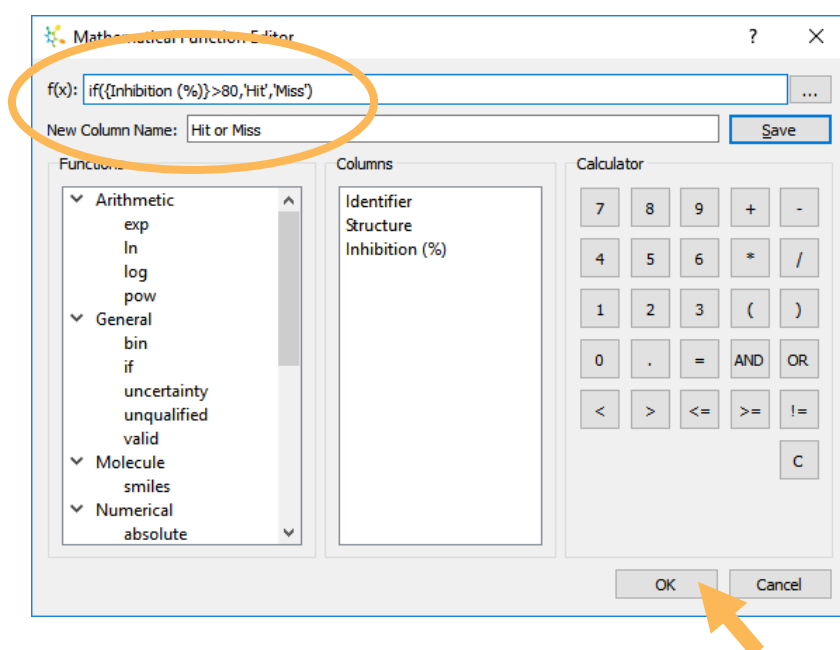 Mathematical Function Editor ? ×
f(x): if({Inhibition (%)}>80,'Hit','Miss') ...
New Column Name: Hit or Miss Save
Functions
Arithmetic
exp
ln
log
pow
General
bin
if
uncertainty
unqualified
valid
Molecule
smiles
Numerical
absolute
Columns
Identifier
Structure
Inhibition (%)
Calculator
7 8 9 + -
4 5 6 * /
1 2 3 ( )
0 . = AND OR
< > <= >= !=
C
OK Cancel